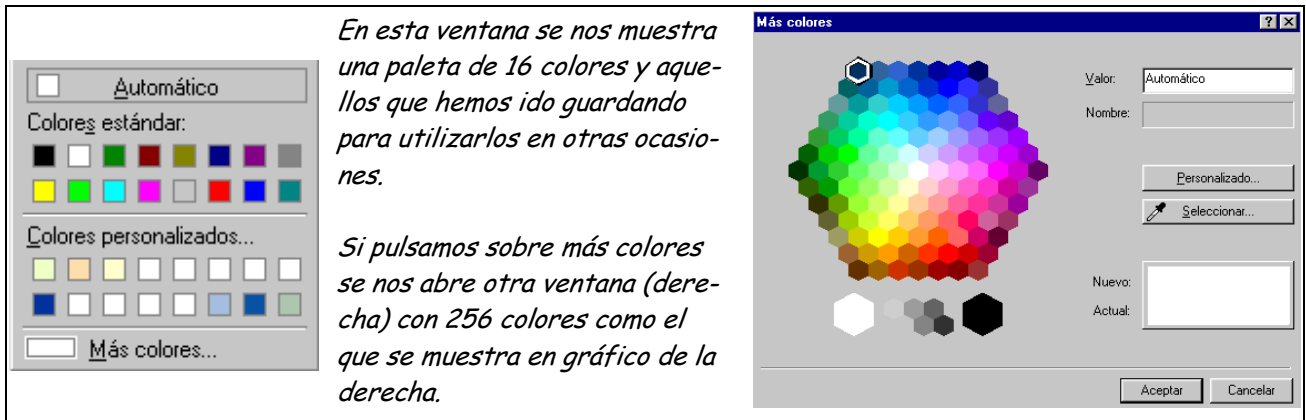 Automático
Colores estándar:
Colores personalizados...
Más colores...
En esta ventana se nos muestra
una paleta de 16 colores y aque-
llos que hemos ido guardando
para utilizarlos en otras ocasio-
nes.
Si pulsamos sobre más colores
se nos abre otra ventana (dere-
cha) con 256 colores como el
que se muestra en gráfico de la
derecha.
Más colores
Valor: Automático
Nombre:
Personalizado...
Seleccionar...
Nuevo:
Actual:
Aceptar Cancelar